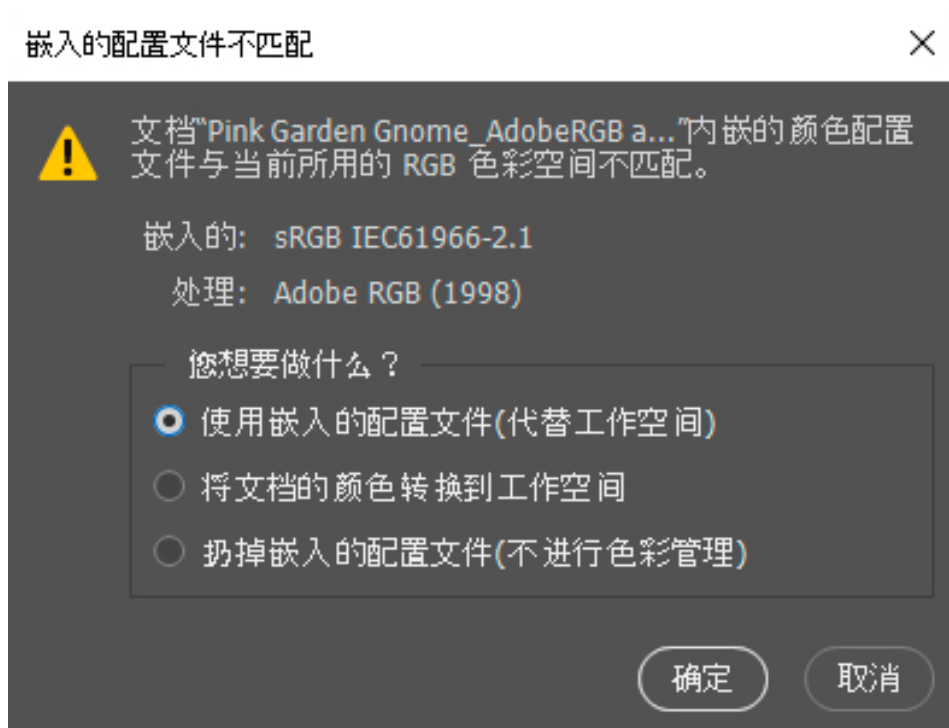 嵌入的配置文件不匹配
文档"Pink Garden Gnome_AdobeRGB a..."内嵌的颜色配置
文件与当前所用的 RGB 色彩空间不匹配。
嵌入的: sRGB IEC61966-2.1
处理: Adobe RGB (1998)
您想要做什么？
使用嵌入的配置文件(代替工作空间)
将文档的颜色转换到工作空间
扔掉嵌入的配置文件(不进行色彩管理)
确定 取消